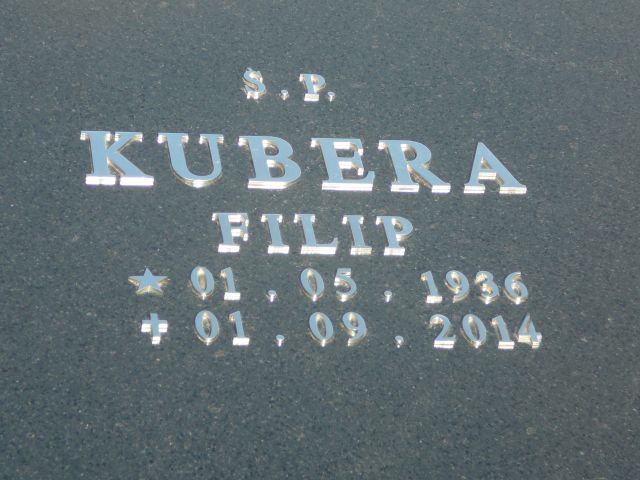 Ś.P.
KUBERA
FILIP
★ 01.05.1936
✝ 01.09.2014